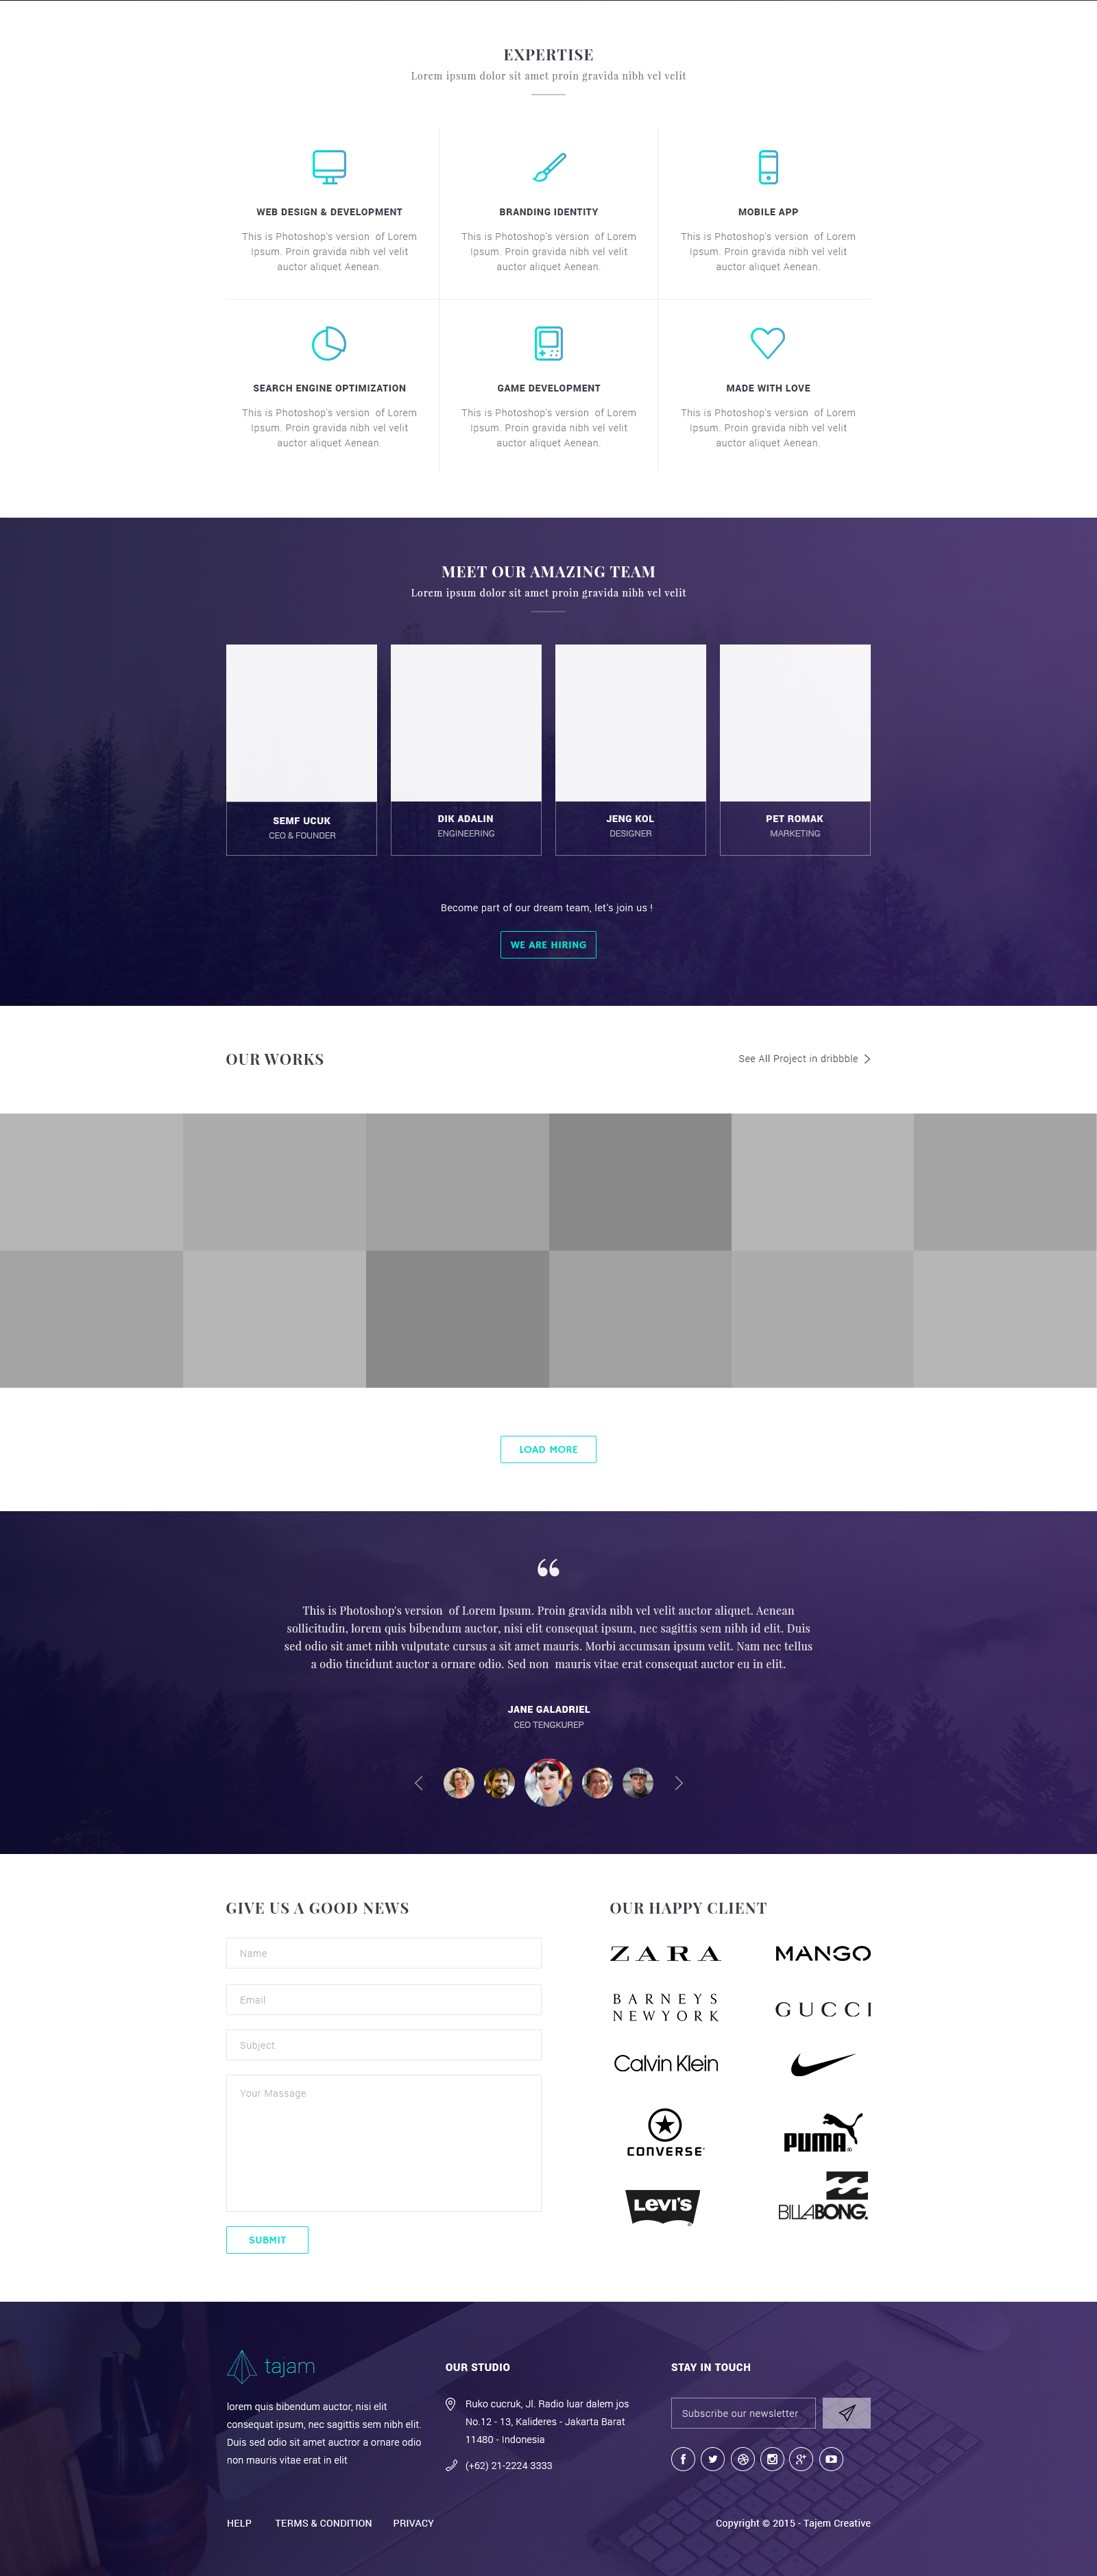 EXPERTISE
Lorem ipsum dolor sit amet proin gravida nibh vel velit
WEB DESIGN & DEVELOPMENT
This is Photoshop's version of Lorem
Ipsum. Proin gravida nibh vel velit
auctor aliquet Aenean.
BRANDING IDENTITY
This is Photoshop's version of Lorem
Ipsum. Proin gravida nibh vel velit
auctor aliquet Aenean.
MOBILE APP
This is Photoshop's version of Lorem
Ipsum. Proin gravida nibh vel velit
auctor aliquet Aenean.
SEARCH ENGINE OPTIMIZATION
This is Photoshop's version of Lorem
Ipsum. Proin gravida nibh vel velit
auctor aliquet Aenean.
GAME DEVELOPMENT
This is Photoshop's version of Lorem
Ipsum. Proin gravida nibh vel velit
auctor aliquet Aenean.
MADE WITH LOVE
This is Photoshop's version of Lorem
Ipsum. Proin gravida nibh vel velit
auctor aliquet Aenean.
MEET OUR AMAZING TEAM
Lorem ipsum dolor sit amet proin gravida nibh vel velit
SEMF UCUK
CEO & FOUNDER
DIK ADALIN
ENGINEERING
JENG KOL
DESIGNER
PET ROMAK
MARKETING
Become part of our dream team, let's join us !
WE ARE HIRING
OUR WORKS
See All Project in dribbble
LOAD MORE
“
This is Photoshop's version of Lorem Ipsum. Proin gravida nibh vel velit auctor aliquet. Aenean
sollicitudin, lorem quis bibendum auctor, nisi elit consequat ipsum, nec sagittis sem nibh id elit. Duis
sed odio sit amet nibh vulputate cursus a sit amet mauris. Morbi accumsan ipsum velit. Nam nec tellus
a odio tincidunt auctor a ornare odio. Sed non mauris vitae erat consequat auctor eu in elit.
JANE GALADRIEL
CEO TENGKUREP
GIVE US A GOOD NEWS
Name
Email
Subject
Your Massage
SUBMIT
OUR HAPPY CLIENT
ZARA
MANGO
BARNEYS
NEWYORK
GUCCI
Calvin Klein
CONVERSE
PUMA
LEVI'S
BILLABONG.
tajam
lorem quis bibendum auctor, nisi elit
consequat ipsum, nec sagittis sem nibh elit.
Duis sed odio sit amet auctror a ornare odio
non mauris vitae erat in elit
OUR STUDIO
Ruko cucruk, Jl. Radio luar dalem jos
No.12 - 13, Kalideres - Jakarta Barat
11480 - Indonesia
(+62) 21-2224 3333
STAY IN TOUCH
Subscribe our newsletter
HELP
TERMS & CONDITION
PRIVACY
Copyright © 2015 - Tajem Creative